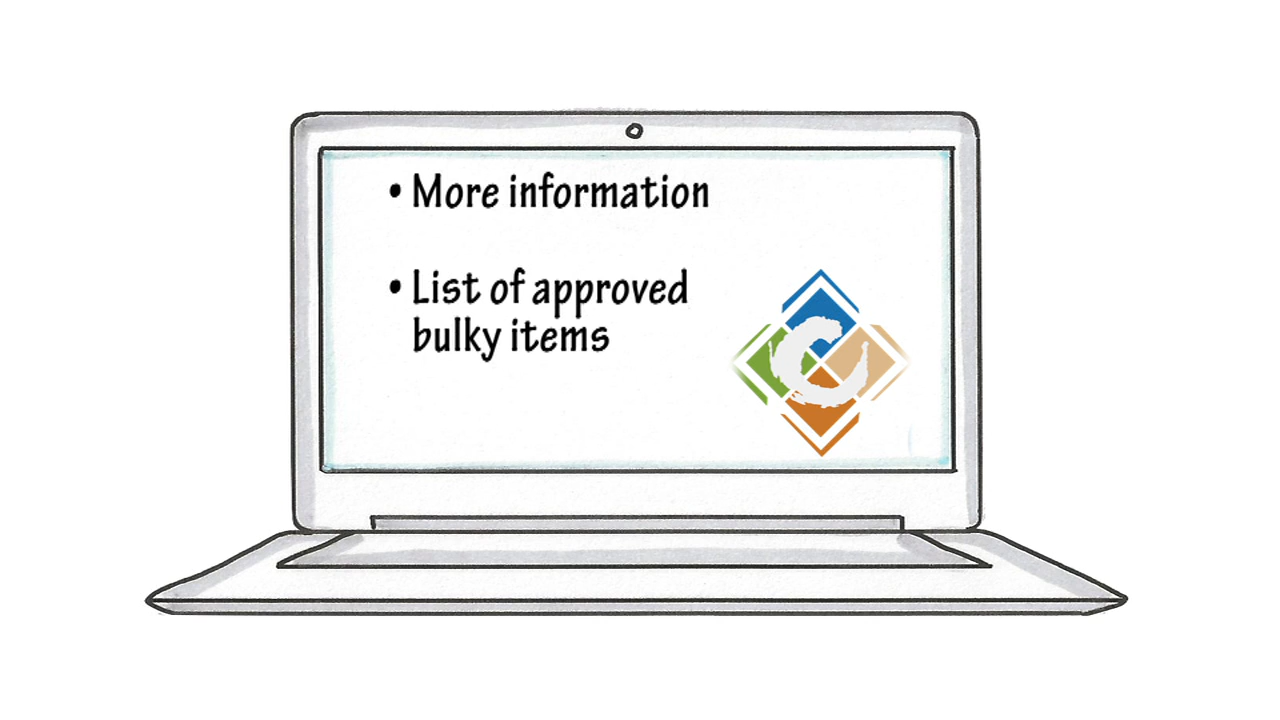 • More information
• List of approved
bulky items
C